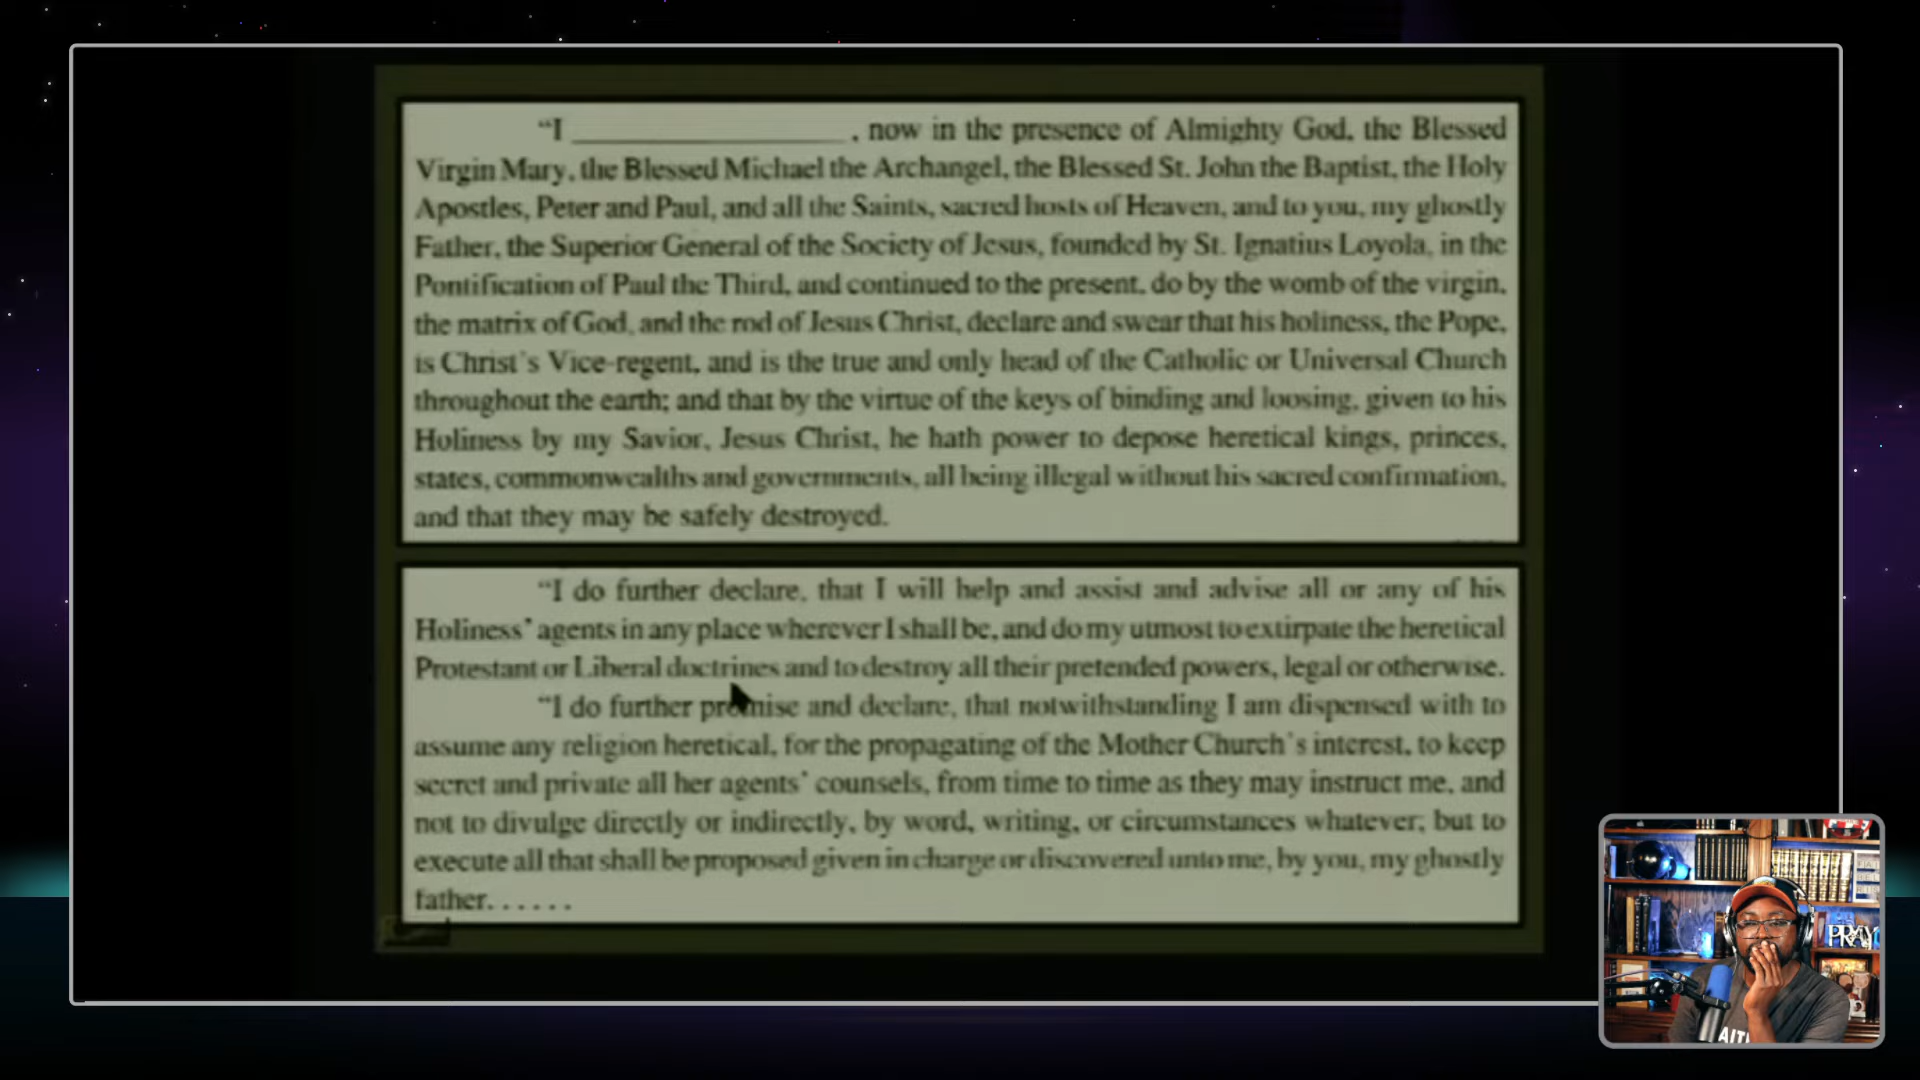 “I ____________________, now in the presence of Almighty God, the Blessed
Virgin Mary, the Blessed Michael the Archangel, the Blessed St. John the Baptist, the Holy
Apostles, Peter and Paul, and all the Saints, sacred hosts of Heaven, and to you, my ghostly
Father, the Superior General of the Society of Jesus, founded by St. Ignatius Loyola, in the
Pontification of Paul the Third, and continued to the present, do by the womb of the virgin,
the matrix of God, and the rod of Jesus Christ, declare and swear that his holiness, the Pope,
is Christ’s Vice-regent, and is the true and only head of the Catholic or Universal Church
throughout the earth; and that by the virtue of the keys of binding and loosing, given to his
Holiness by my Savior, Jesus Christ, he hath power to depose heretical kings, princes,
states, commonwealths and governments, all being illegal without his sacred confirmation,
and that they may be safely destroyed.
“I do further declare, that I will help and assist and advise all or any of his
Holiness’ agents in any place wherever I shall be, and do my utmost to extirpate the heretical
Protestant or Liberal doctrines and to destroy all their pretended powers, legal or otherwise.
“I do further promise and declare, that notwithstanding I am dispensed with to
assume any religion heretical, for the propagating of the Mother Church’s interest, to keep
secret and private all her agents’ counsels, from time to time as they may instruct me, and
not to divulge directly or indirectly, by word, writing, or circumstances whatever; but to
execute all that shall be proposed given in charge or discovered unto me, by you, my ghostly
father. . . . . .
PRAY